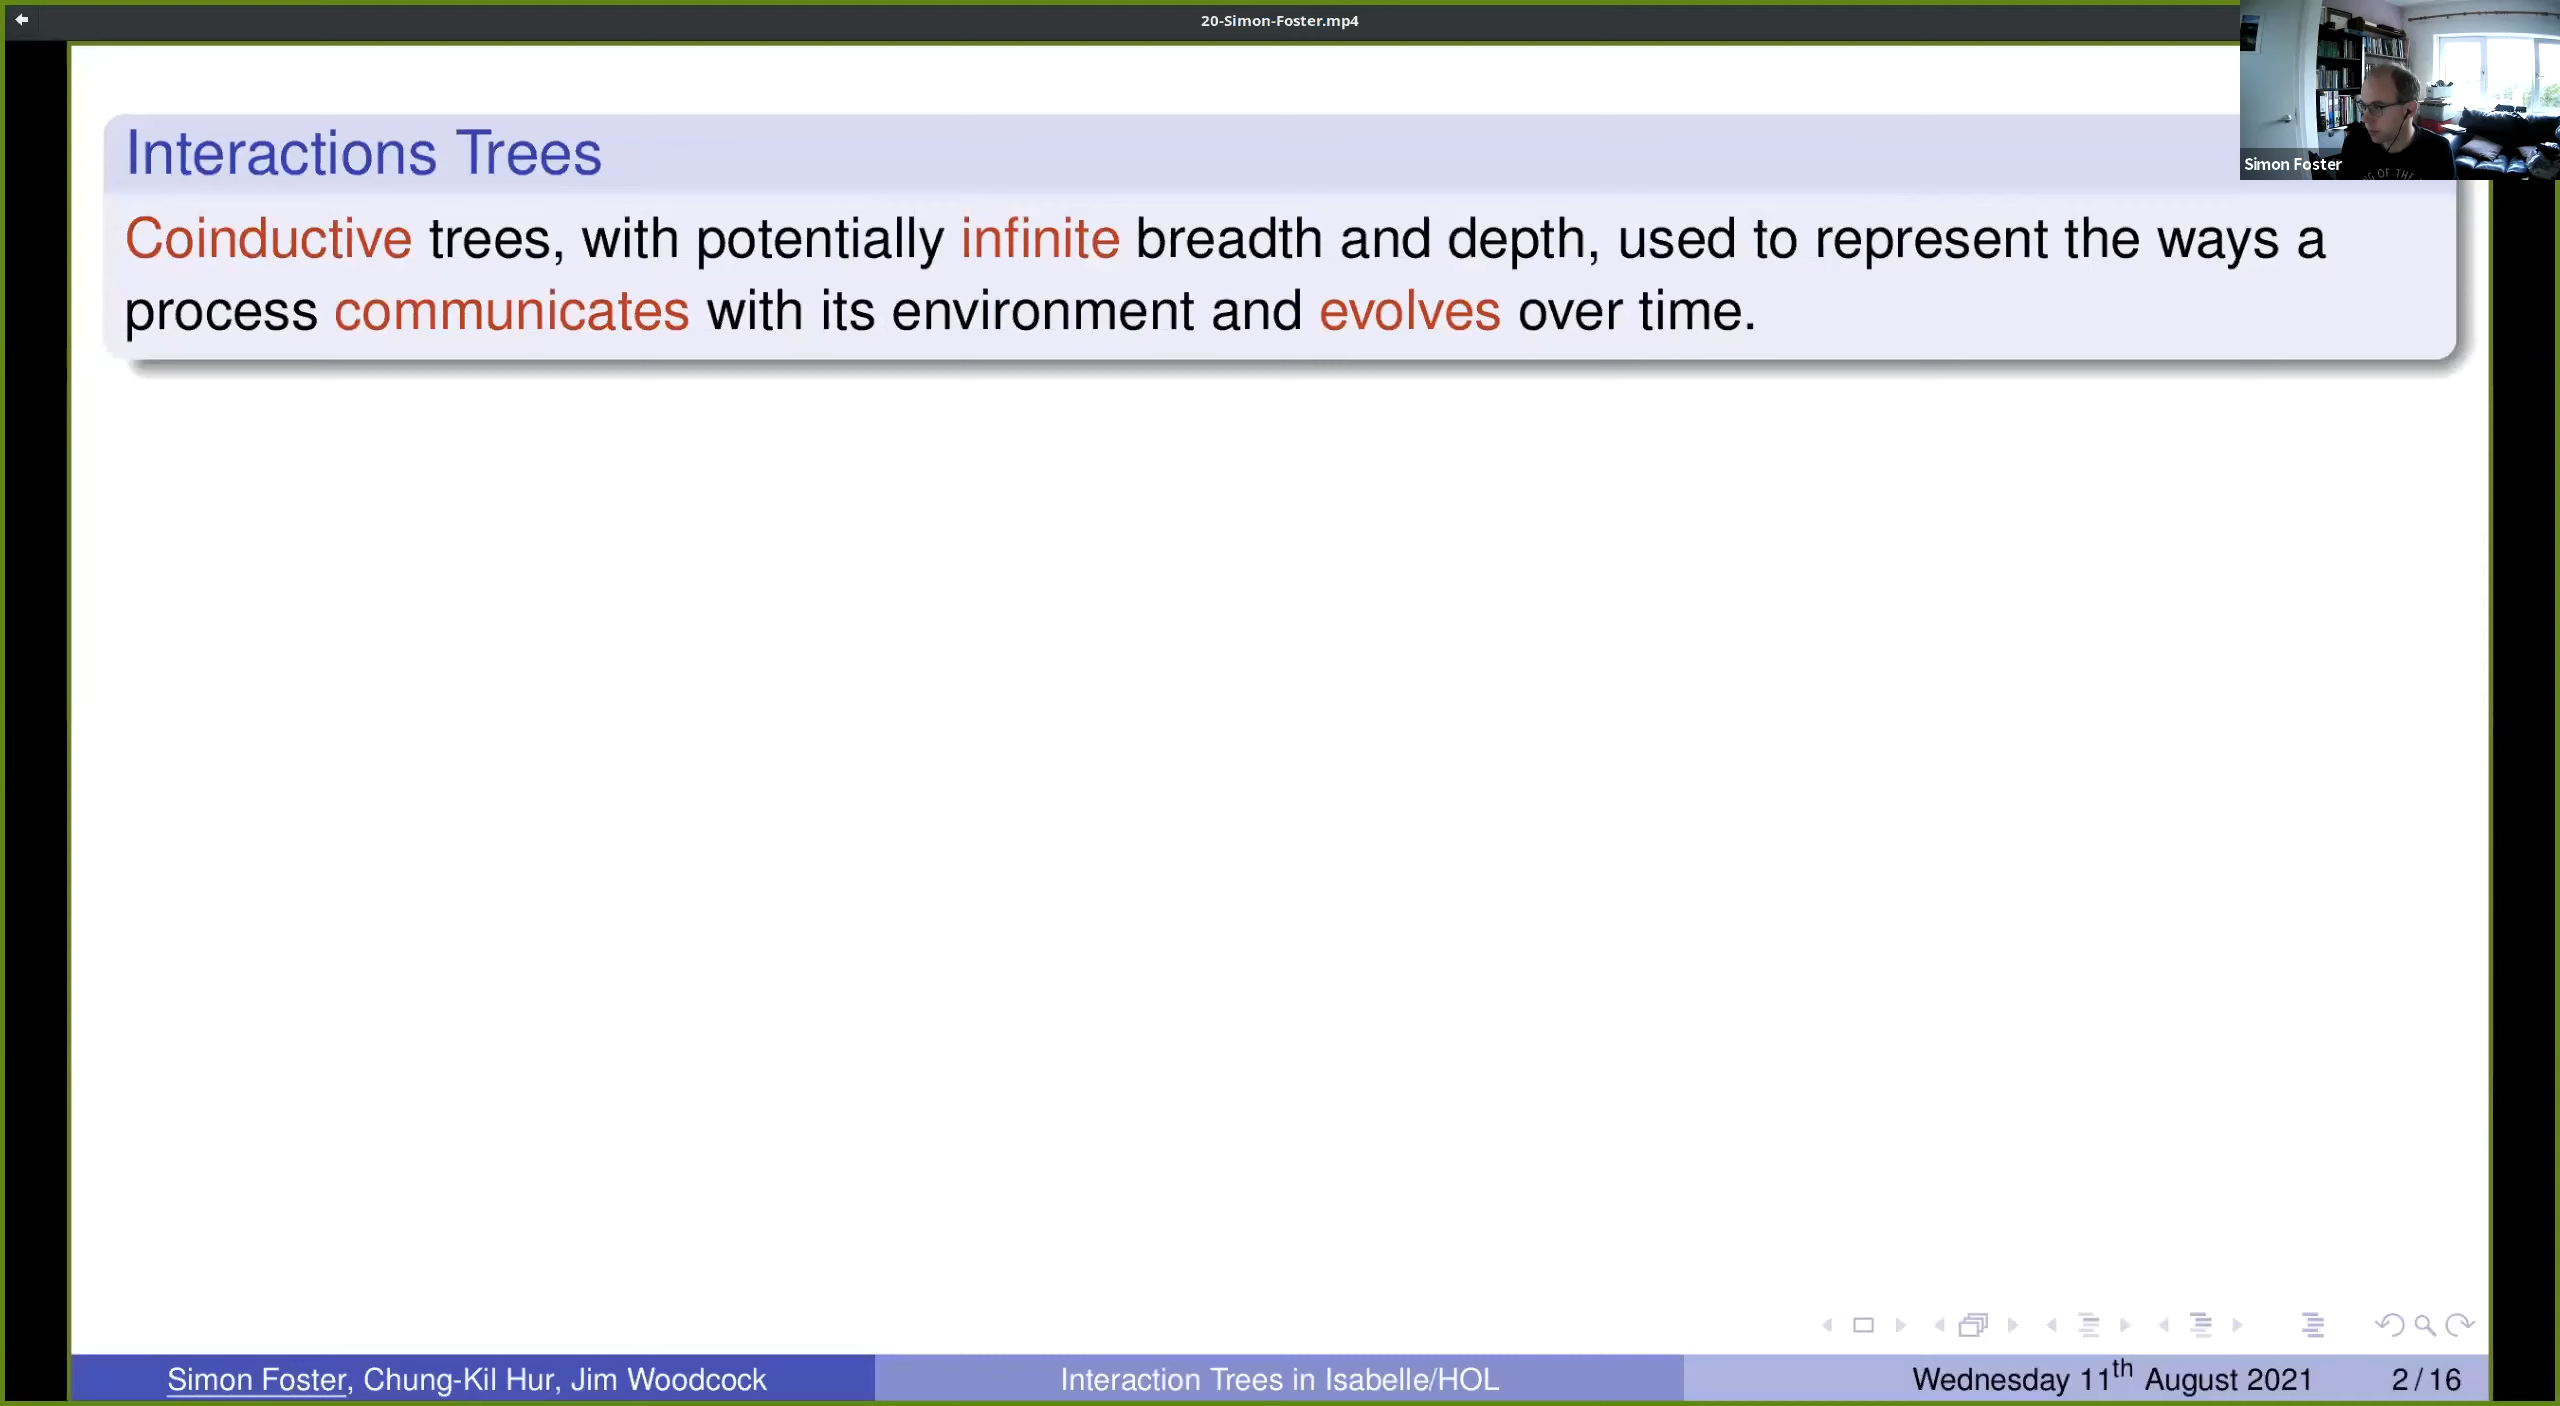 20-Simon-Foster.mp4
Simon Foster
Interactions Trees
Coinductive trees, with potentially infinite breadth and depth, used to represent the ways a
process communicates with its environment and evolves over time.
Simon Foster, Chung-Kil Hur, Jim Woodcock Interaction Trees in Isabelle/HOL Wednesday 11th August 2021 2 / 16